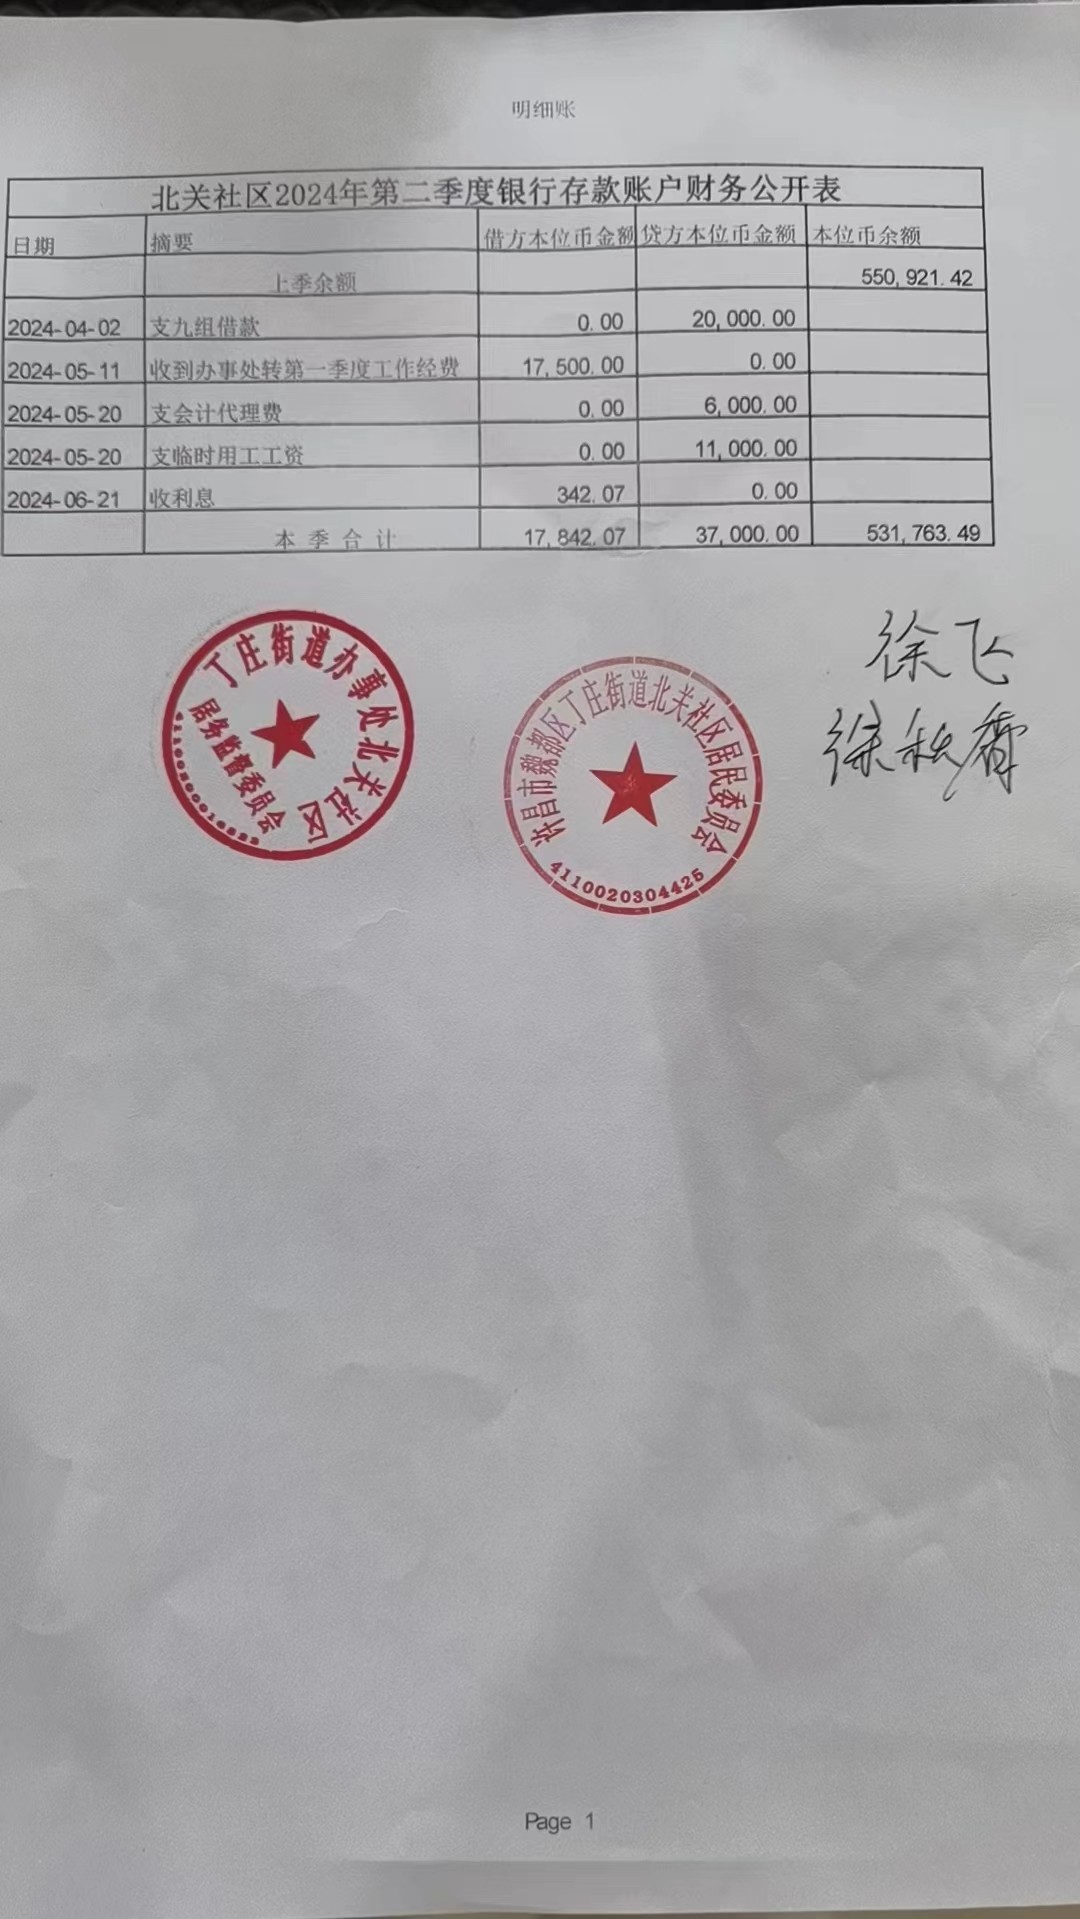 明细账
北关社区2024年第二季度银行存款账户财务公开表
日期 摘要 借方本位币金额 贷方本位币金额 本位币余额
上季余额 550,921.42
2024-04-02 支九组借款 0.00 20,000.00
2024-05-11 收到办事处转第一季度工作经费 17,500.00 0.00
2024-05-20 支会计代理费 0.00 6,000.00
2024-05-20 支临时用工工资 0.00 11,000.00
2024-06-21 收利息 342.07 0.00
本季合计 17,842.07 37,000.00 531,763.49
丁庄街道办事处北关社区
居务监督委员会
许昌市魏都区丁庄街道北关社区居民委员会
4110020304425
徐飞
Page 1